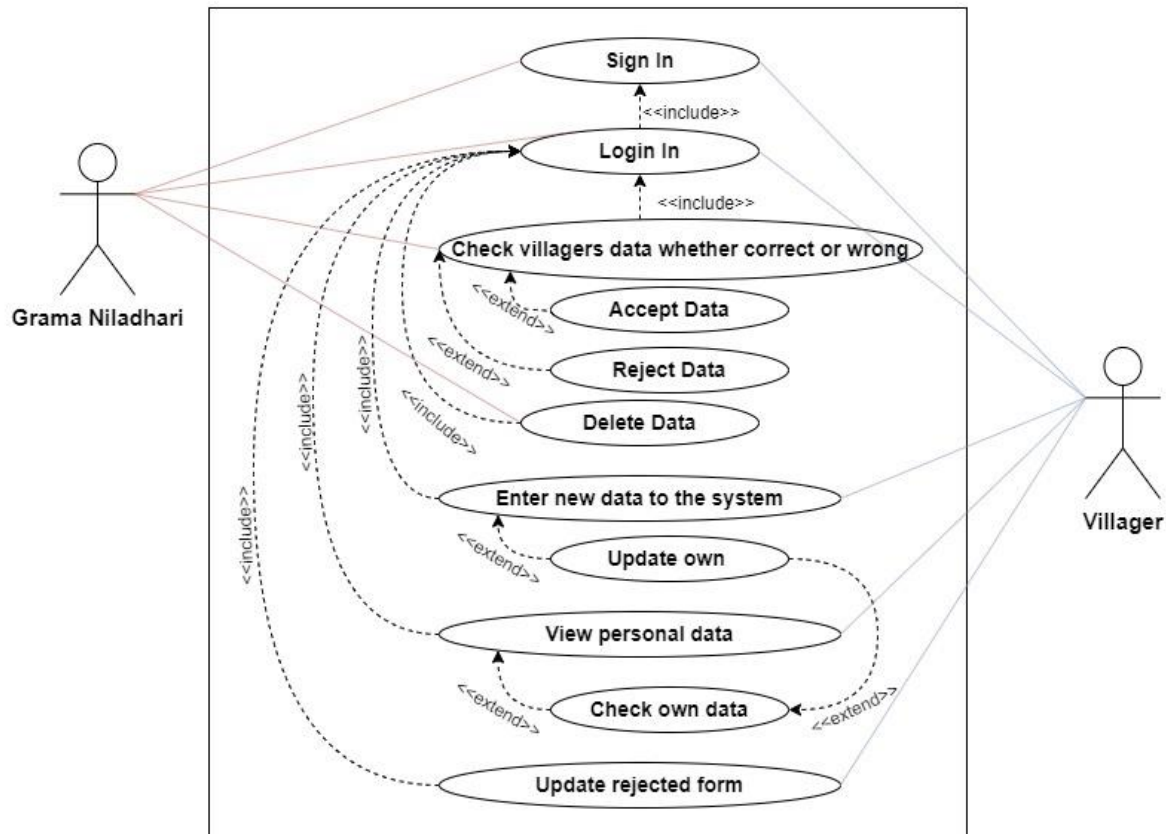 Sign In
<<include>>
Login In
<<include>>
Check villagers data whether correct or wrong
<<extend>>
Accept Data
Grama Niladhari
<<extend>>
Reject Data
<<include>>
<<include>>
<<include>>
Delete Data
<<include>>
Enter new data to the system
Villager
<<extend>>
Update own
View personal data
<<extend>>
Check own data
<<extend>>
Update rejected form